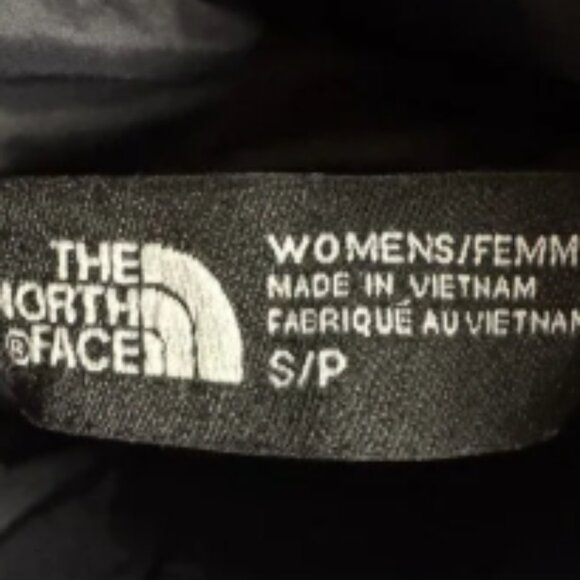 THE
NORTH
®FACE
WOMENS/FEMM
MADE IN VIETNAM
FABRIQUÉ AU VIETNAM
S/P